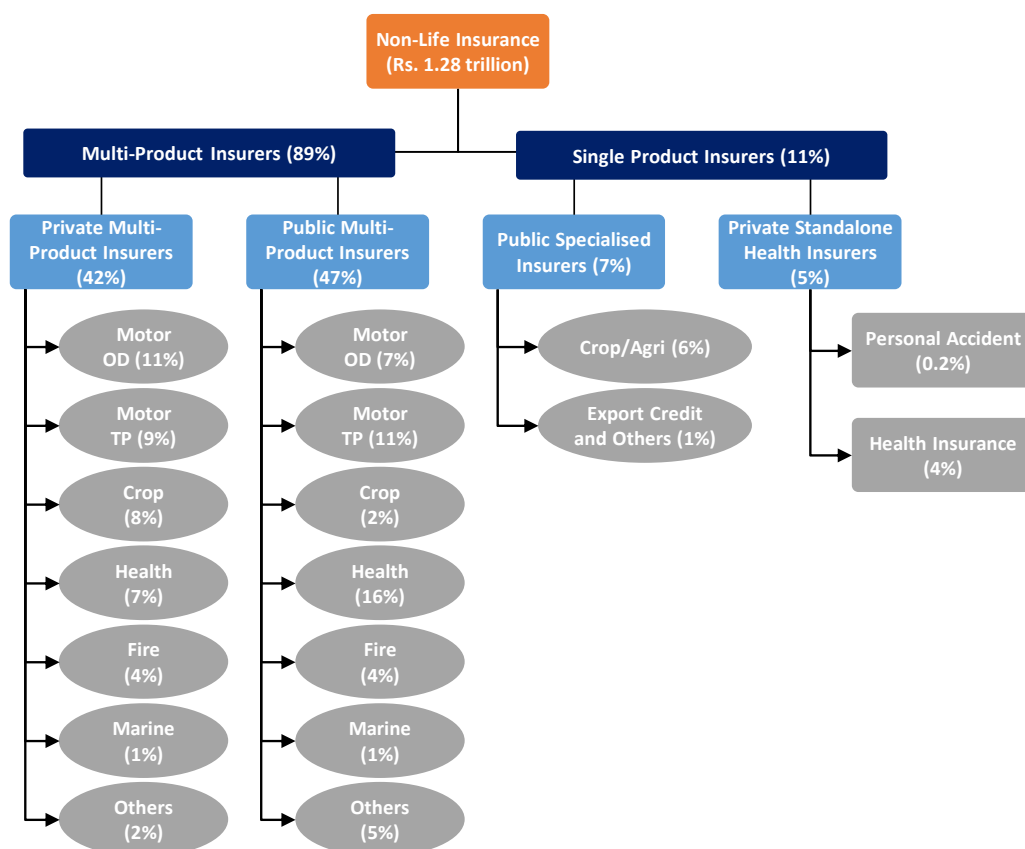 Non-Life Insurance
(Rs. 1.28 trillion)
Multi-Product Insurers (89%)
Single Product Insurers (11%)
Private Multi-
Product Insurers
(42%)
Public Multi-
Product Insurers
(47%)
Public Specialised
Insurers (7%)
Private Standalone
Health Insurers
(5%)
Motor
OD (11%)
Motor
TP (9%)
Crop
(8%)
Health
(7%)
Fire
(4%)
Marine
(1%)
Others
(2%)
Motor
OD (7%)
Motor
TP (11%)
Crop
(2%)
Health
(16%)
Fire
(4%)
Marine
(1%)
Others
(5%)
Crop/Agri (6%)
Export Credit
and Others (1%)
Personal Accident
(0.2%)
Health Insurance
(4%)